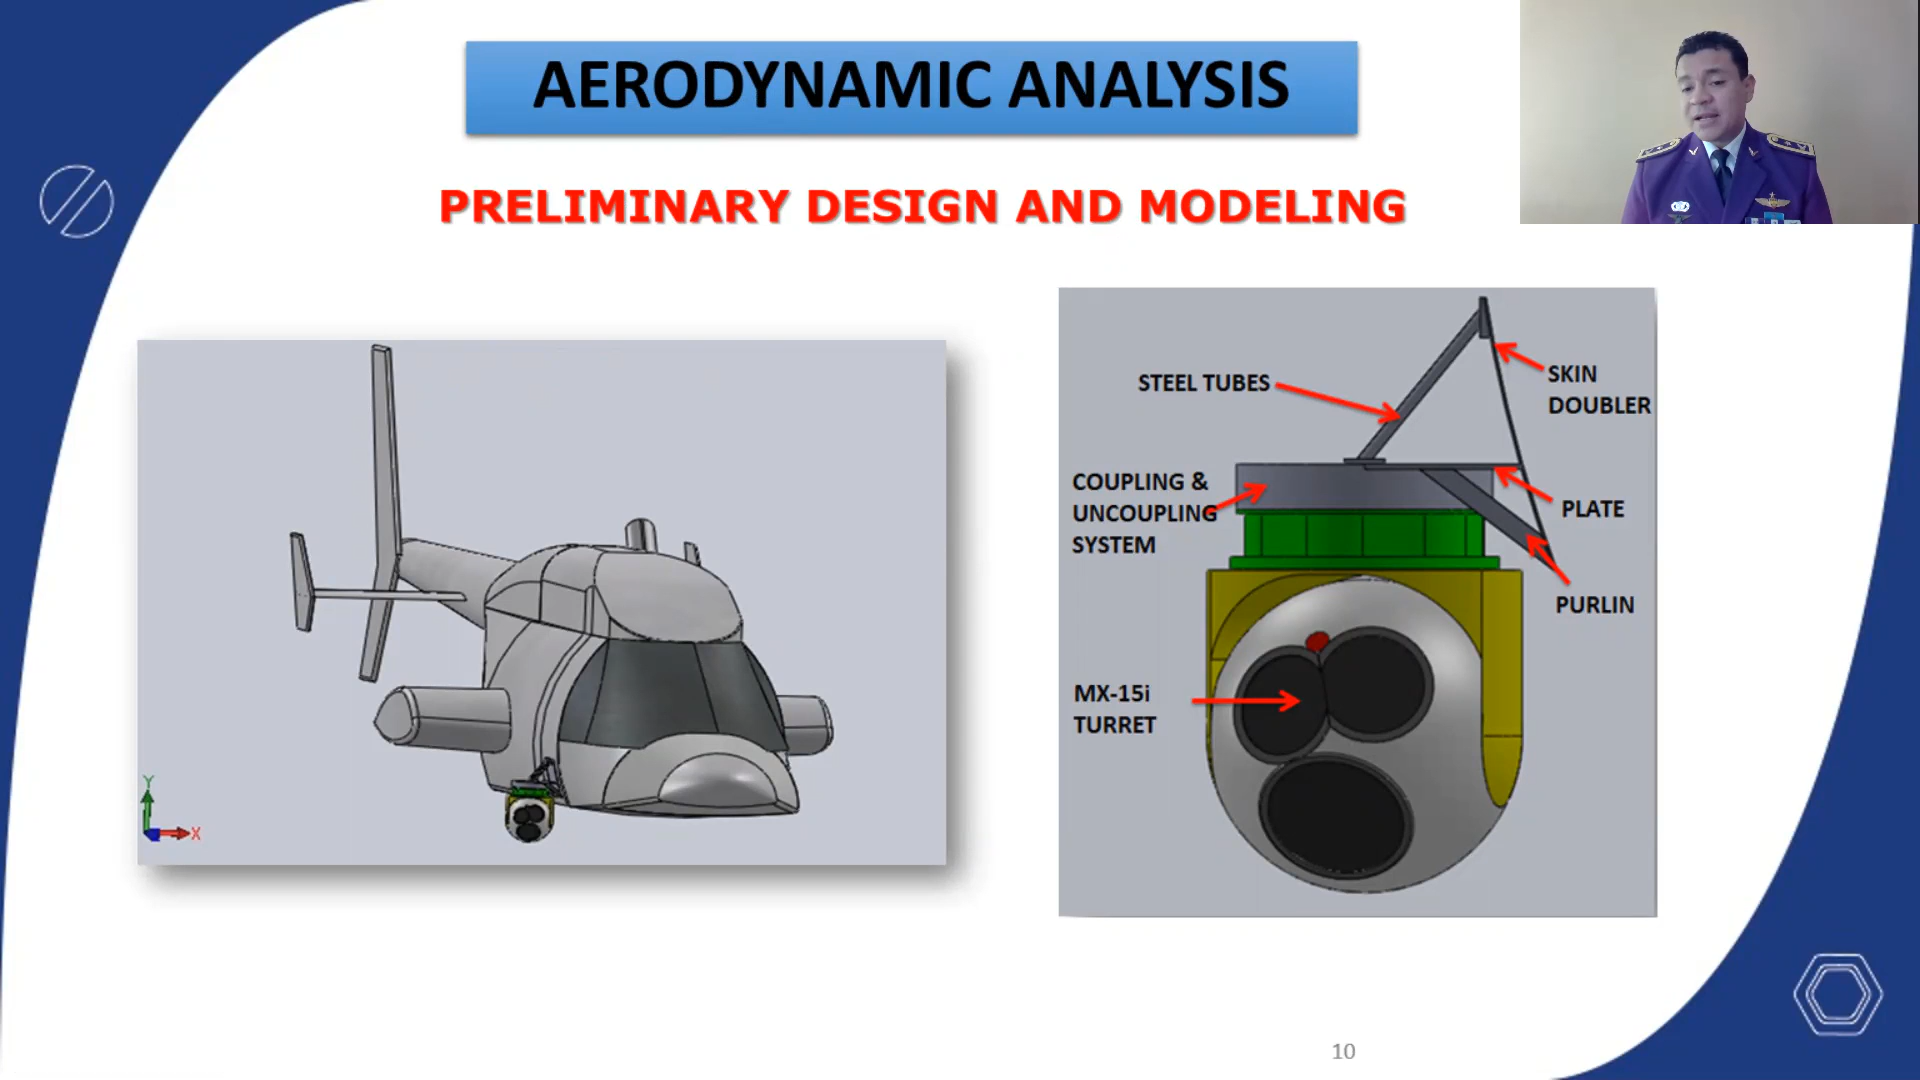 AERODYNAMIC ANALYSIS
PRELIMINARY DESIGN AND MODELING
Y
X
STEEL TUBES
SKIN
DOUBLER
COUPLING &
UNCOUPLING
SYSTEM
PLATE
PURLIN
MX-15i
TURRET
10